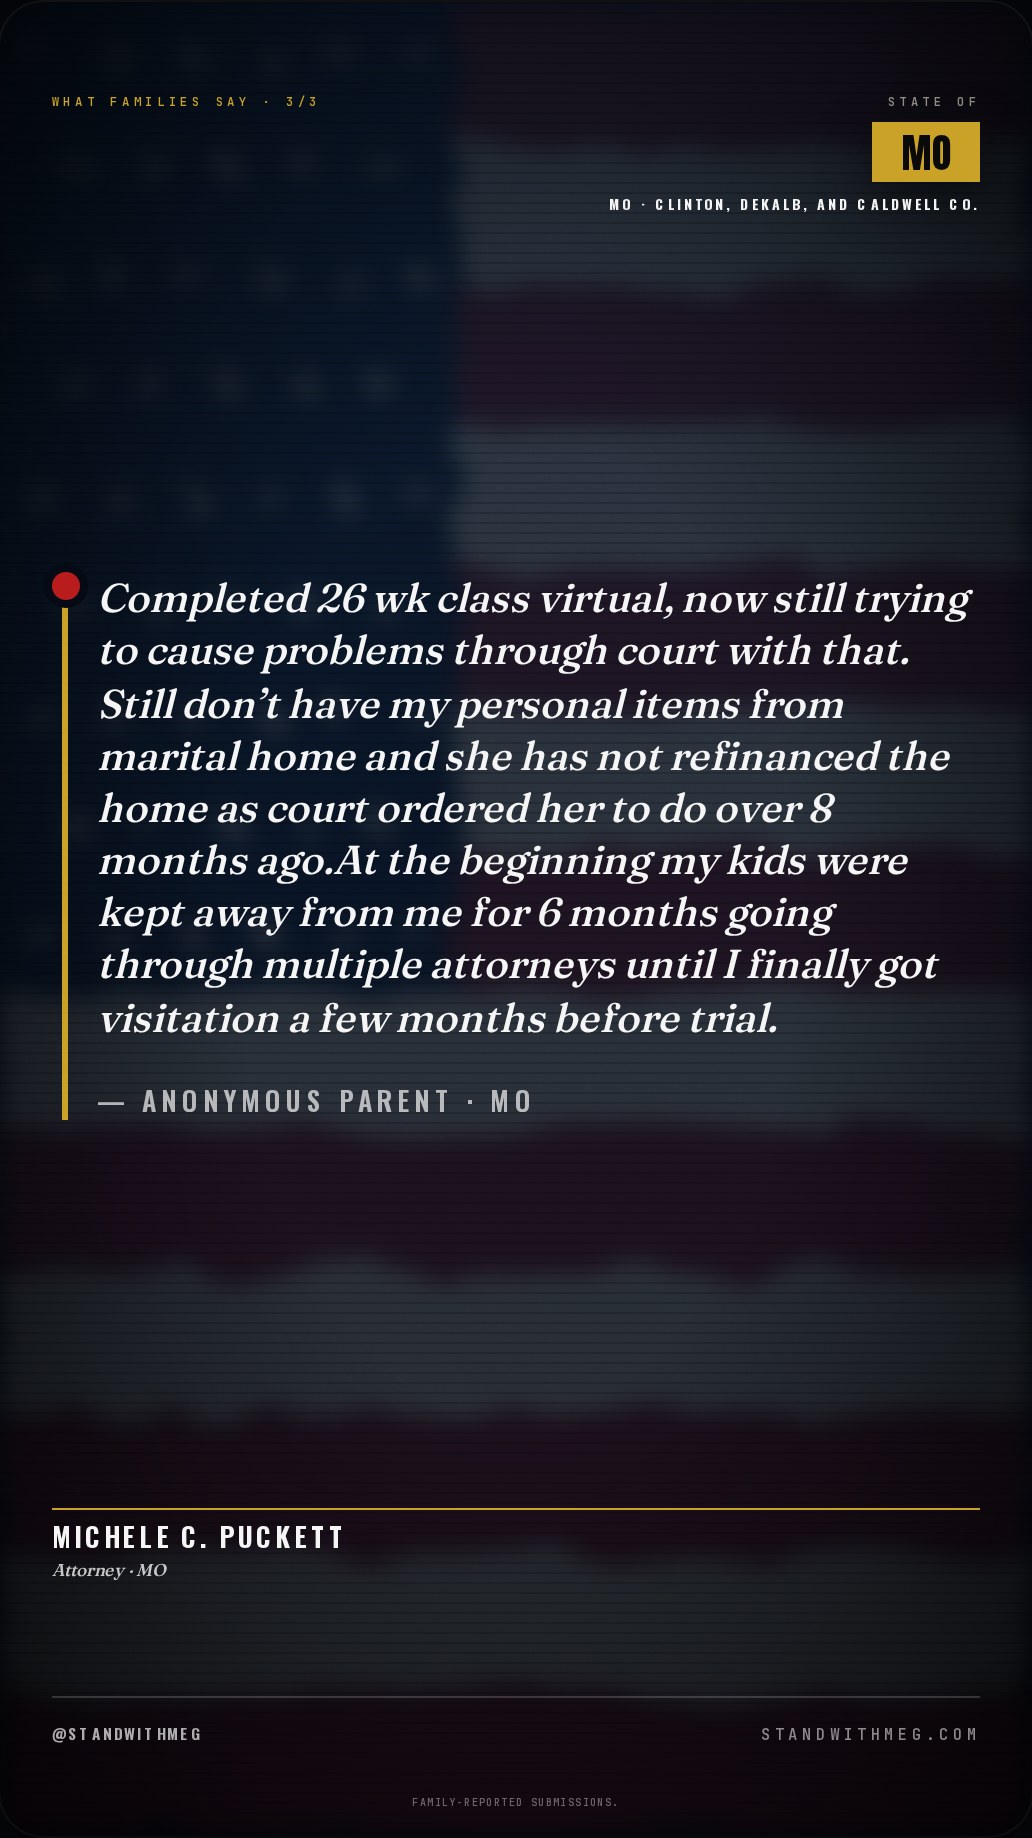 WHAT FAMILIES SAY · 3/3
STATE OF
MO
MO · CLINTON, DEKALB, AND CALDWELL CO.
Completed 26 wk class virtual, now still trying
to cause problems through court with that.
Still don’t have my personal items from
marital home and she has not refinanced the
home as court ordered her to do over 8
months ago.At the beginning my kids were
kept away from me for 6 months going
through multiple attorneys until I finally got
visitation a few months before trial.
— ANONYMOUS PARENT · MO
MICHELE C. PUCKETT
Attorney · MO
@STANDWITHMEG
STANDWITHMEG.COM
FAMILY-REPORTED SUBMISSIONS.